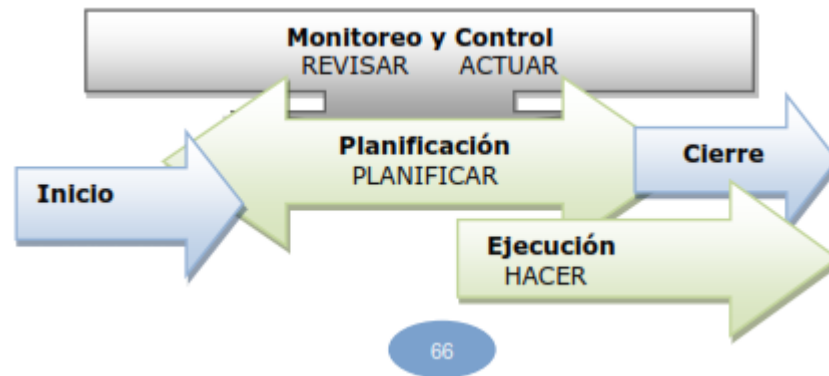 Monitoreo y Control
REVISAR ACTUAR
Planificación
PLANIFICAR
Cierre
Inicio
Ejecución
HACER
66